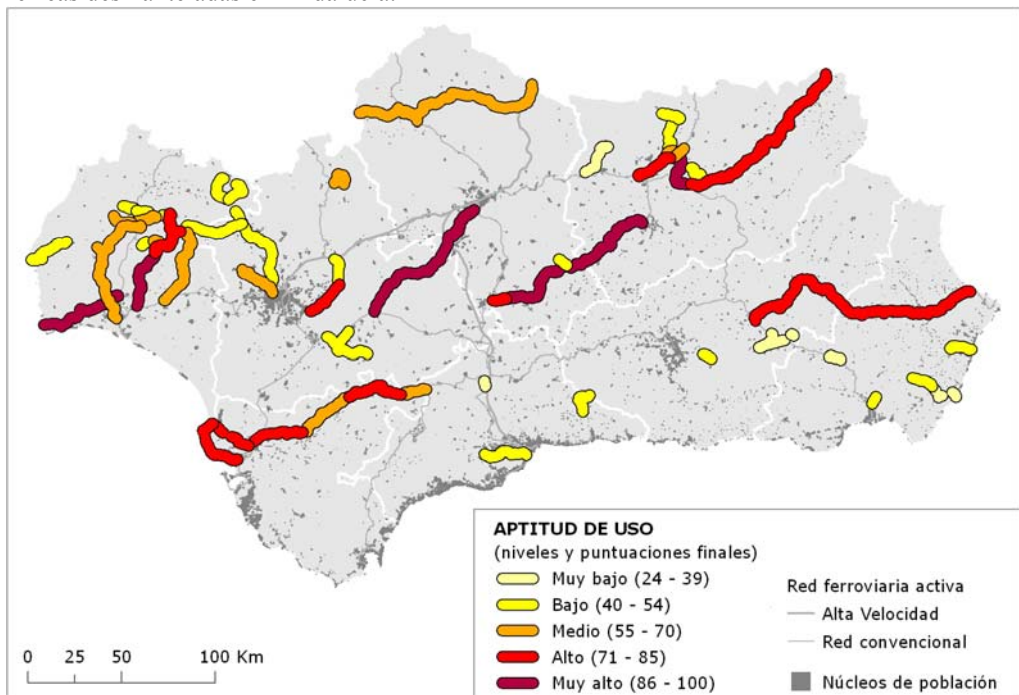 APTITUD DE USO
(niveles y puntuaciones finales)
Muy bajo (24 - 39)
Bajo (40 - 54)
Medio (55 - 70)
Alto (71 - 85)
Muy alto (86 - 100)
Red ferroviaria activa
Alta Velocidad
Red convencional
Núcleos de población
0 25 50 100 Km